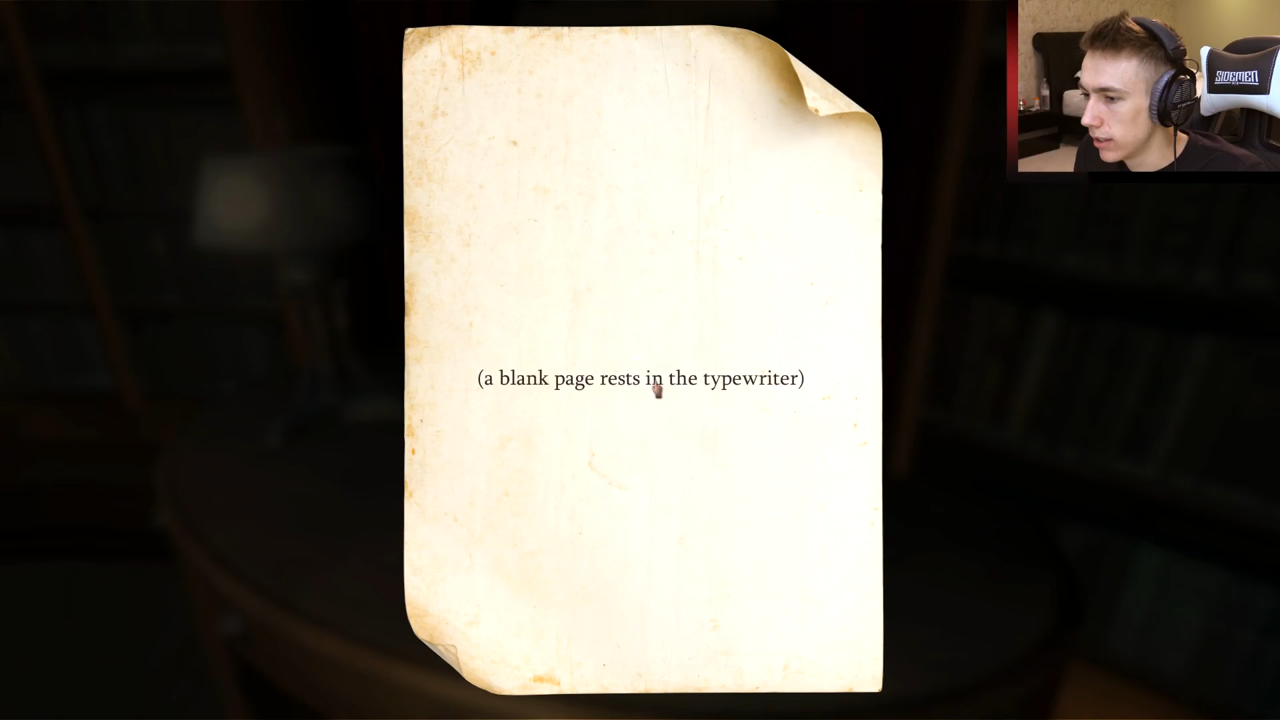 SIDEMEN
(a blank page rests in the typewriter)